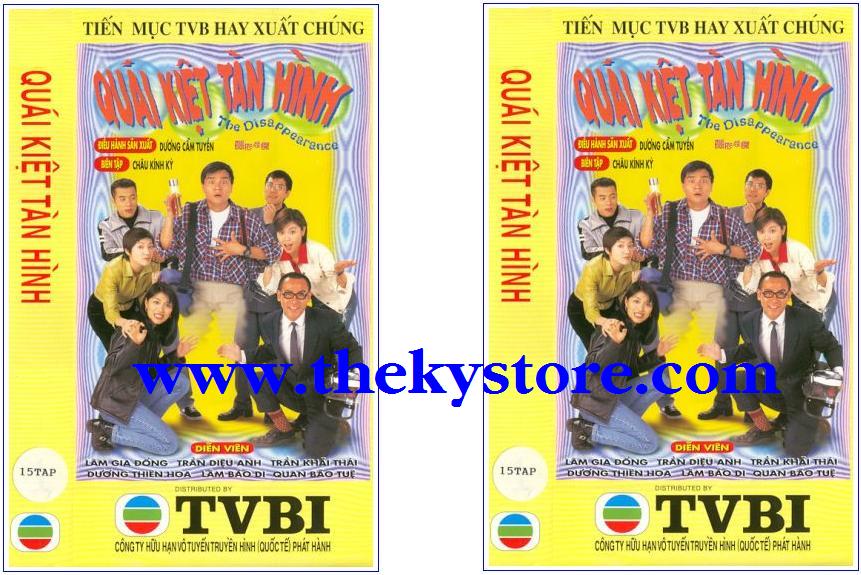 TIẾN MỤC TVB HAY XUẤT CHÚNG
QUÁI KIỆT TÀN HÌNH
QUÁI KIỆT TÀN HÌNH
The Disappearance
ĐIỀU HÀNH SẢN XUẤT DƯƠNG CẨM TUYỀN
BIÊN TẬP CHÂU KÍNH KỲ
DIỄN VIÊN
LÂM GIA ĐỐNG TRẦN DIỆU ANH TRẦN KHẢI THÁI
DƯƠNG THIÊN HOA LÂM BẢO DI QUAN BẢO TUỆ
15TAP
DISTRIBUTED BY
TVBI
CÔNG TY HỮU HẠN VÔ TUYẾN TRUYỀN HÌNH (QUỐC TẾ) PHÁT HÀNH
TIẾN MỤC TVB HAY XUẤT CHÚNG
QUÁI KIỆT TÀN HÌNH
QUÁI KIỆT TÀN HÌNH
The Disappearance
ĐIỀU HÀNH SẢN XUẤT DƯƠNG CẨM TUYỀN
BIÊN TẬP CHÂU KÍNH KỲ
DIỄN VIÊN
LÂM GIA ĐỐNG TRẦN DIỆU ANH TRẦN KHẢI THÁI
DƯƠNG THIÊN HOA LÂM BẢO DI QUAN BẢO TUỆ
15TAP
DISTRIBUTED BY
TVBI
CÔNG TY HỮU HẠN VÔ TUYẾN TRUYỀN HÌNH (QUỐC TẾ) PHÁT HÀNH
www.thekystore.com